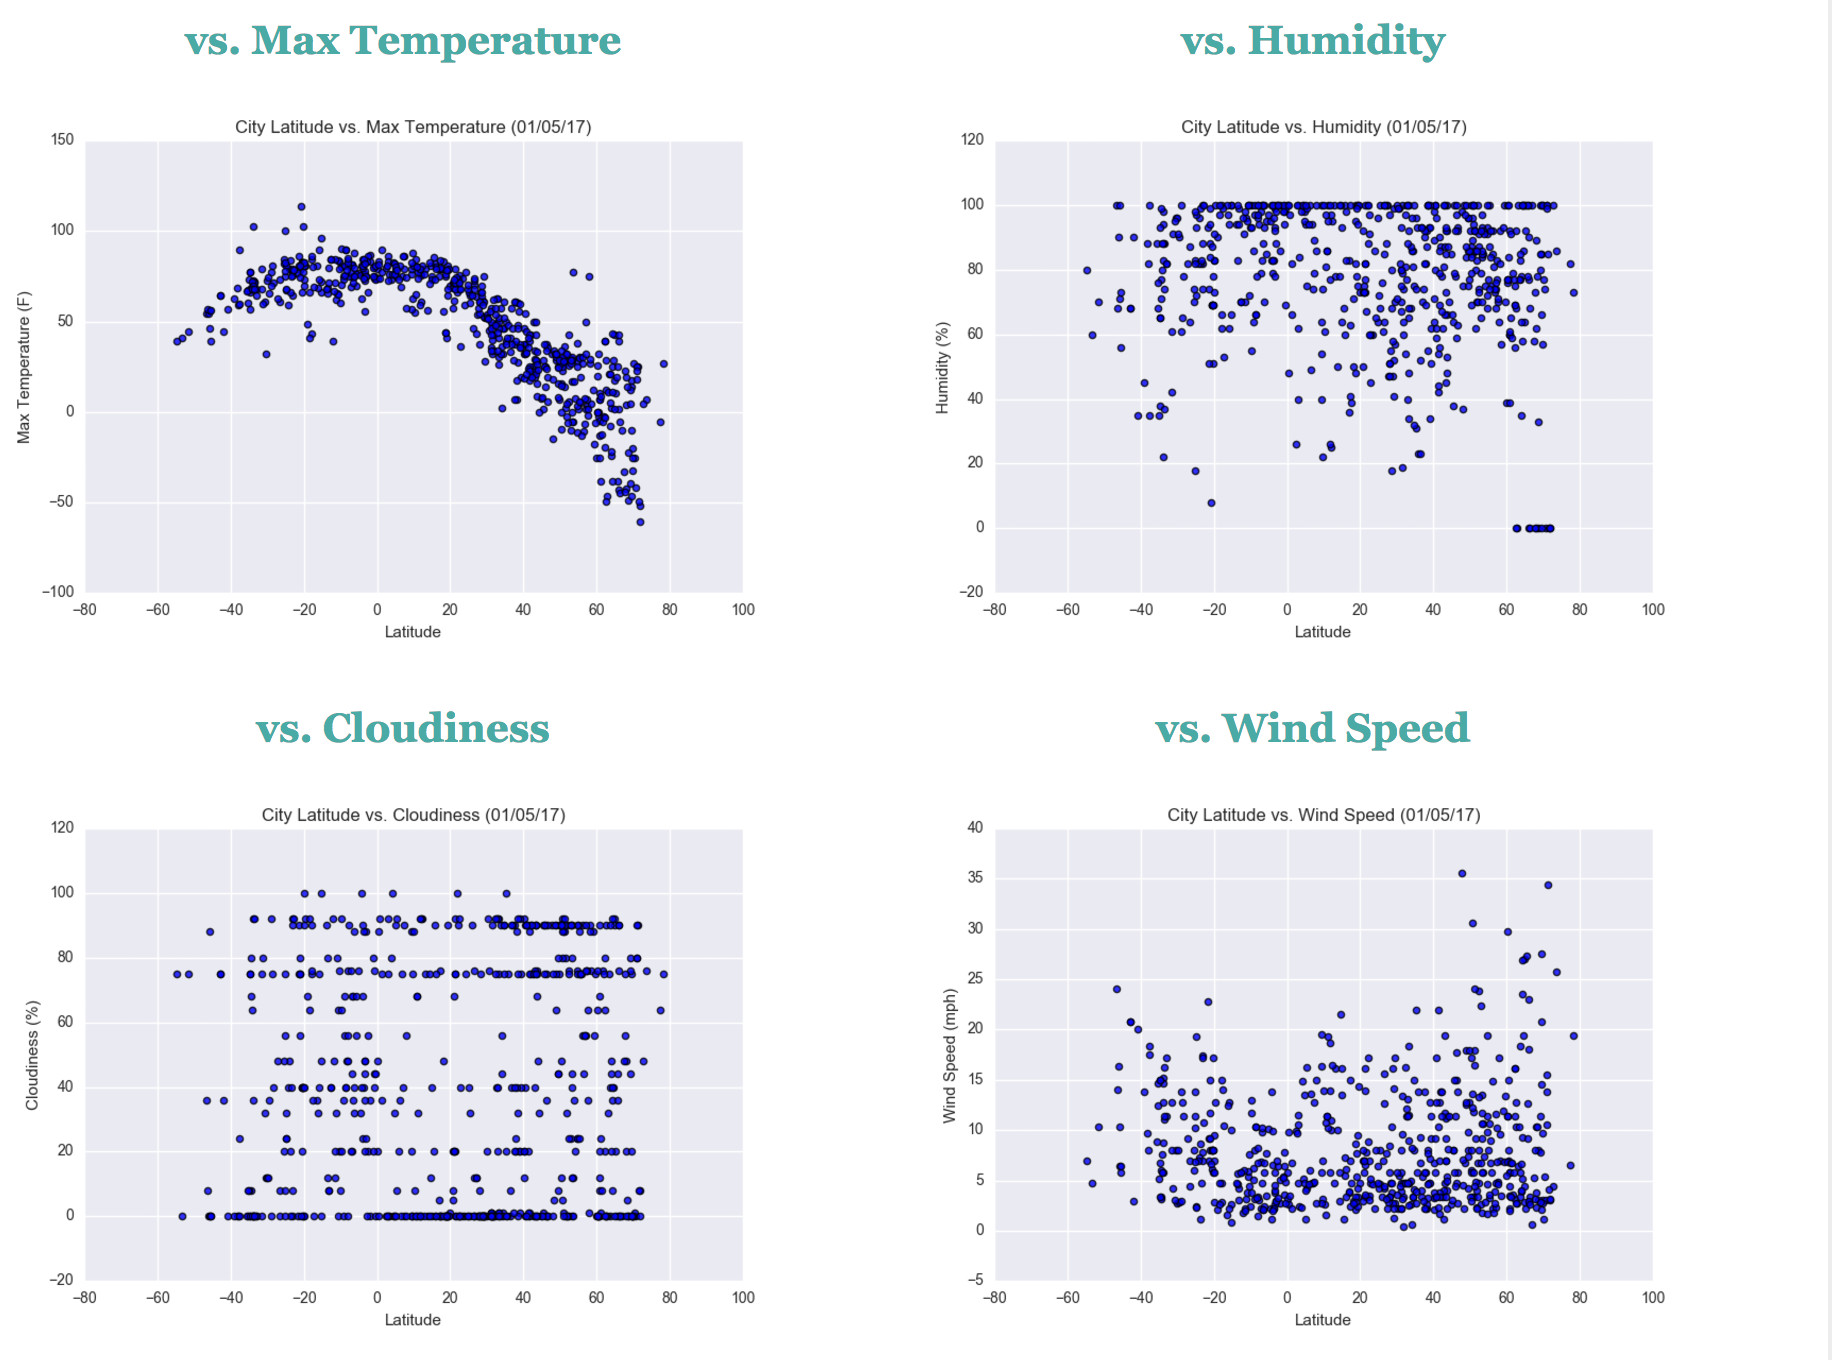 vs. Max Temperature
City Latitude vs. Max Temperature (01/05/17)
Max Temperature (F)
150
100
50
0
−50
−100
−80 −60 −40 −20 0 20 40 60 80 100
Latitude
vs. Humidity
City Latitude vs. Humidity (01/05/17)
Humidity (%)
120
100
80
60
40
20
0
−20
−80 −60 −40 −20 0 20 40 60 80 100
Latitude
vs. Cloudiness
City Latitude vs. Cloudiness (01/05/17)
Cloudiness (%)
120
100
80
60
40
20
0
−20
−80 −60 −40 −20 0 20 40 60 80 100
Latitude
vs. Wind Speed
City Latitude vs. Wind Speed (01/05/17)
Wind Speed (mph)
40
35
30
25
20
15
10
5
0
−5
−80 −60 −40 −20 0 20 40 60 80 100
Latitude